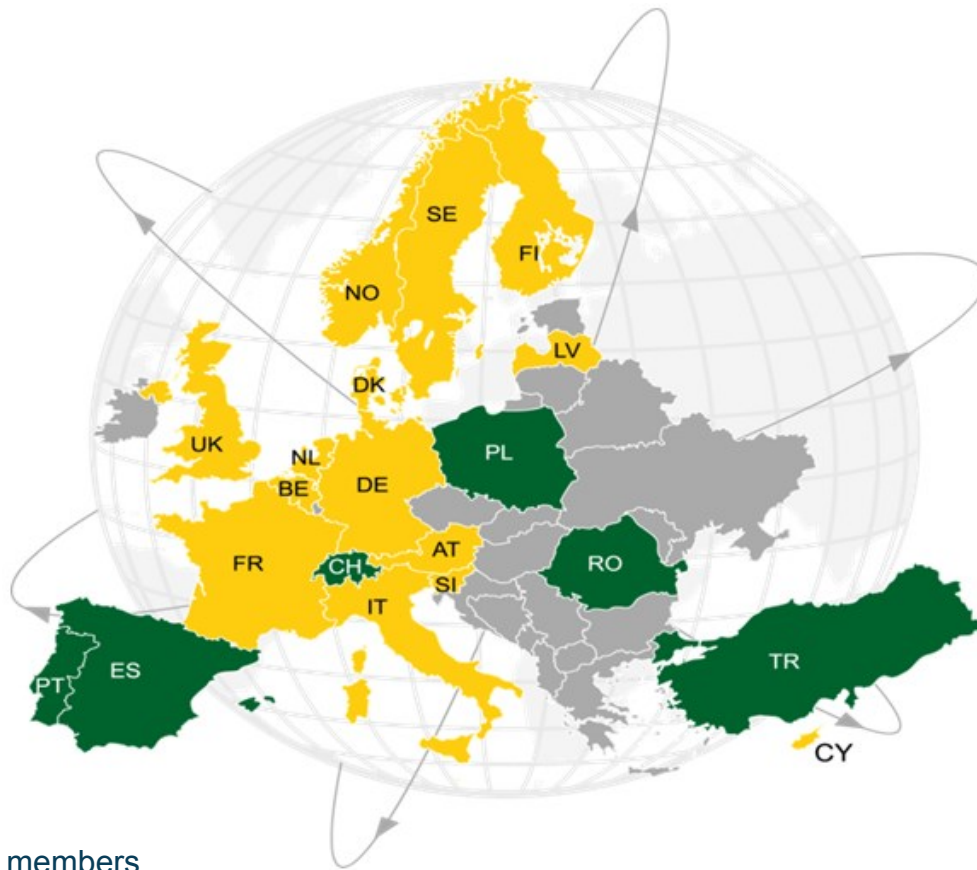 SE
FI
NO
LV
DK
UK
NL
PL
BE
DE
FR
AT
CH
RO
SI
IT
ES
PT
TR
CY
members